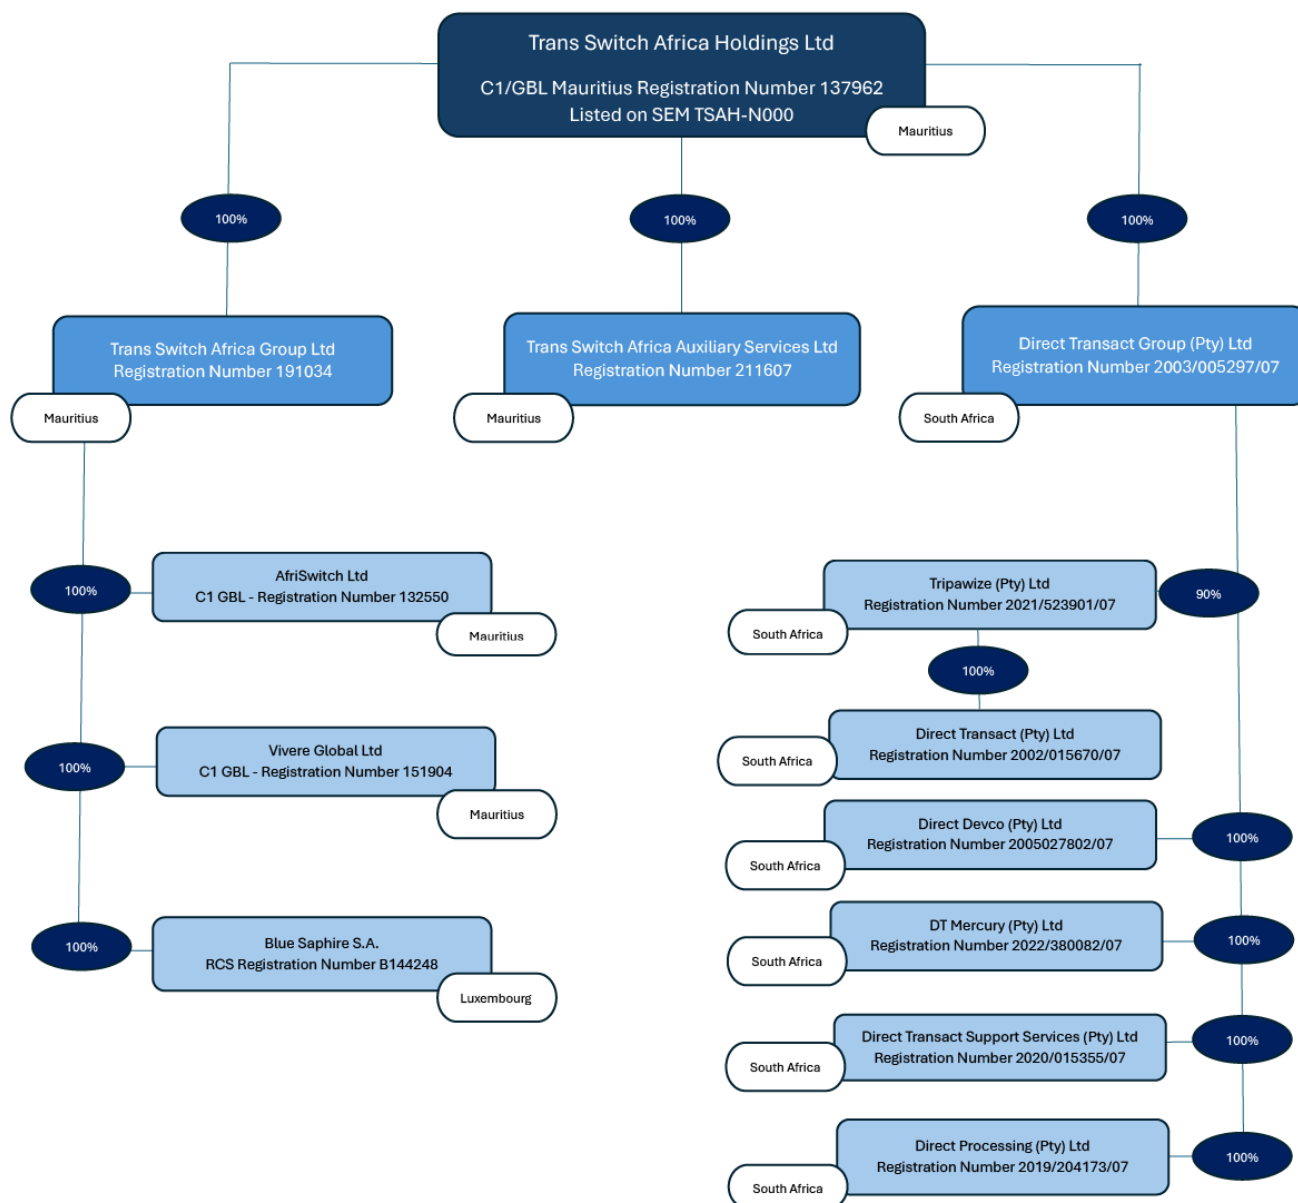 Trans Switch Africa Holdings Ltd
C1/GBL Mauritius Registration Number 137962
Listed on SEM TSAH-N000
Mauritius
100%
100%
100%
Trans Switch Africa Group Ltd
Registration Number 191034
Mauritius
Trans Switch Africa Auxiliary Services Ltd
Registration Number 211607
Mauritius
Direct Transact Group (Pty) Ltd
Registration Number 2003/005297/07
South Africa
100%
AfriSwitch Ltd
C1 GBL - Registration Number 132550
Mauritius
100%
Vivere Global Ltd
C1 GBL - Registration Number 151904
Mauritius
100%
Blue Saphire S.A.
RCS Registration Number B144248
Luxembourg
Tripawize (Pty) Ltd
Registration Number 2021/523901/07
90%
South Africa
100%
Direct Transact (Pty) Ltd
Registration Number 2002/015670/07
South Africa
Direct Devco (Pty) Ltd
Registration Number 2005027802/07
100%
South Africa
DT Mercury (Pty) Ltd
Registration Number 2022/380082/07
100%
South Africa
Direct Transact Support Services (Pty) Ltd
Registration Number 2020/015355/07
100%
South Africa
Direct Processing (Pty) Ltd
Registration Number 2019/204173/07
100%
South Africa